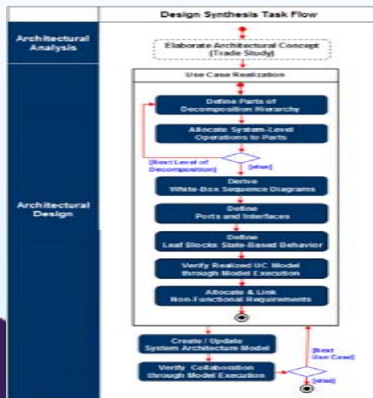 Design Synthesis Task Flow
Architectural
Analysis
Elaborate Architectural Concept
(Trade Study)
Use Case Realization
Define Parts of
Decomposition Hierarchy
Allocate System-Level
Operations to Parts
[Next Level of
Decomposition]
[else]
Architectural
Design
Derive
White-Box Sequence Diagrams
Define
Ports and Interfaces
Define
Leaf Blocks State-Based Behavior
Verify Realized UC Model
through Model Execution
Allocate & Link
Non-Functional Requirements
Create / Update
System Architecture Model
[Next
Use Case]
Verify Collaboration
through Model Execution
[else]